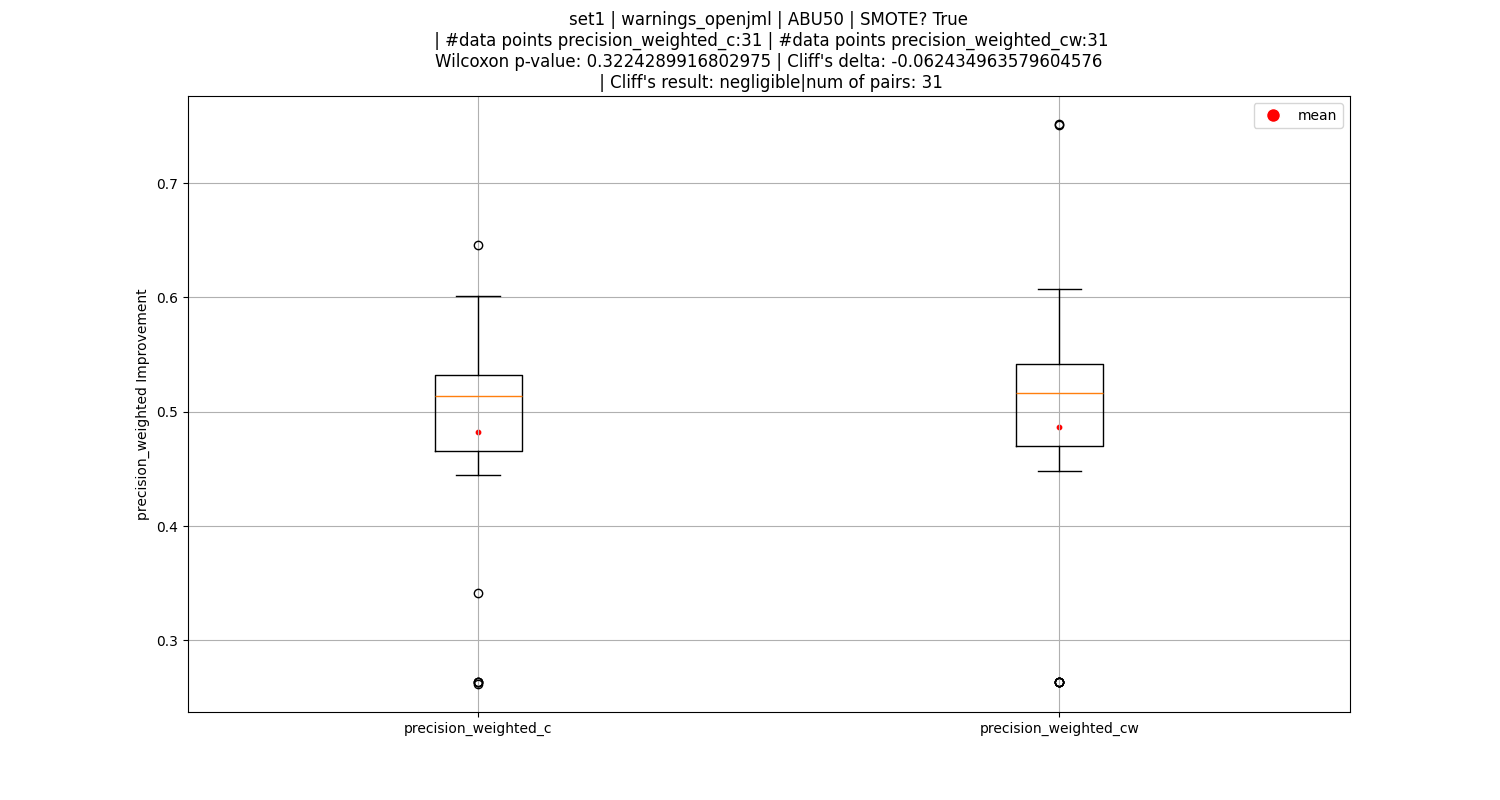 set1 | warnings_openjml | ABU50 | SMOTE? True
| #data points precision_weighted_c:31 | #data points precision_weighted_cw:31
Wilcoxon p-value: 0.3224289916802975 | Cliff's delta: -0.062434963579604576
| Cliff's result: negligible|num of pairs: 31
mean
precision_weighted Improvement
0.7
0.6
0.5
0.4
0.3
precision_weighted_c
precision_weighted_cw